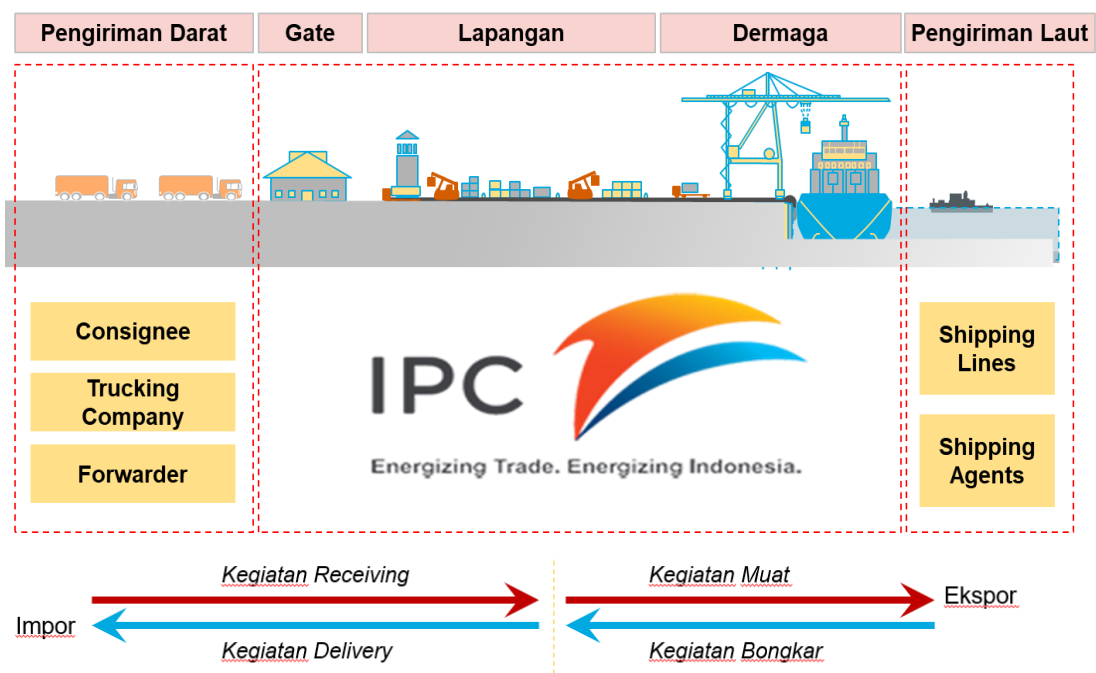 Pengiriman Darat
Gate
Lapangan
Dermaga
Pengiriman Laut
Consignee
Trucking
Company
Forwarder
IPC
Energizing Trade. Energizing Indonesia.
Shipping
Lines
Shipping
Agents
Kegiatan Receiving
Kegiatan Muat
Ekspor
Impor
Kegiatan Delivery
Kegiatan Bongkar